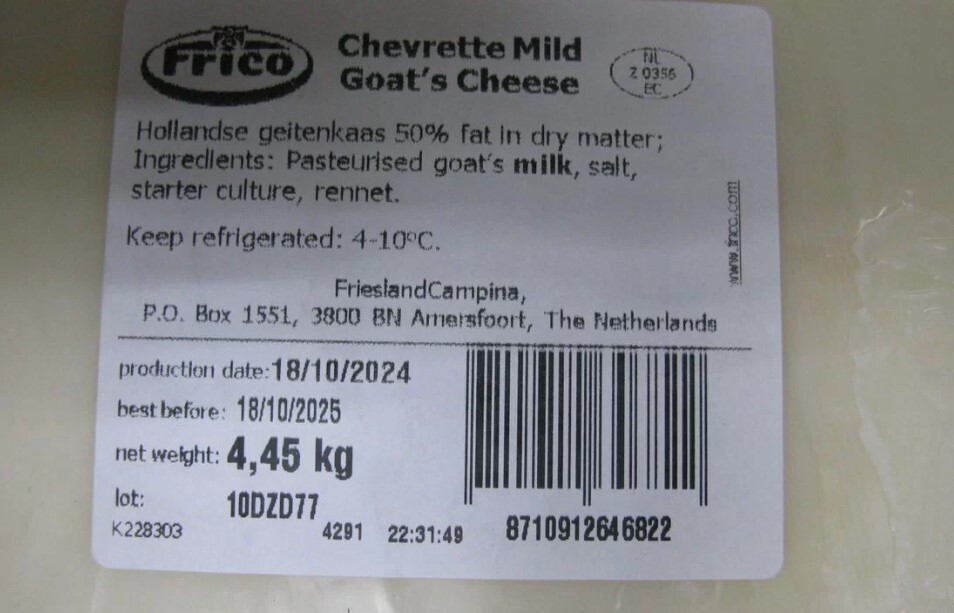 Frico
Chevrette Mild
Goat's Cheese
NL
Z 0356
EC
Hollandse geitenkaas 50% fat in dry matter;
Ingredients: Pasteurised goat's milk, salt,
starter culture, rennet.
Keep refrigerated: 4-10ºC.
www.frico.com
FrieslandCampina,
P.O. Box 1551, 3800 BN Amersfoort, The Netherlands
production date: 18/10/2024
best before: 18/10/2025
net weight: 4,45 kg
lot: 10DZD77
K228303 4291 22:31:49 8710912646822